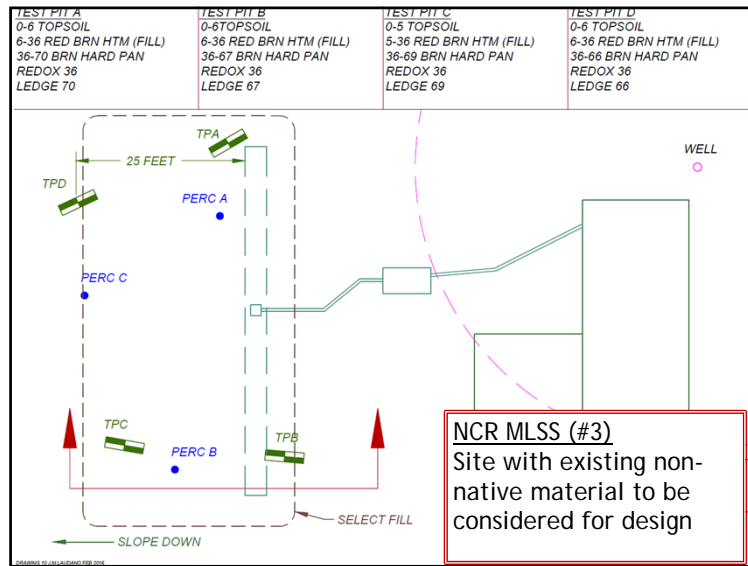 TEST PIT A
0-6 TOPSOIL
6-36 RED BRN HTM (FILL)
36-70 BRN HARD PAN
REDOX 36
LEDGE 70
TEST PIT B
0-6TOPSOIL
6-36 RED BRN HTM (FILL)
36-67 BRN HARD PAN
REDOX 36
LEDGE 67
TEST PIT C
0-5 TOPSOIL
5-36 RED BRN HTM (FILL)
36-69 BRN HARD PAN
REDOX 36
LEDGE 69
TEST PIT D
0-6 TOPSOIL
6-36 RED BRN HTM (FILL)
36-66 BRN HARD PAN
REDOX 36
LEDGE 66
TPA
25 FEET
WELL
TPD
PERC A
PERC C
TPC
TPB
PERC B
NCR MLSS (#3)
Site with existing non-
native material to be
considered for design
SELECT FILL
SLOPE DOWN
DRAWING 10 J.M.LAUDANO FEB 2016